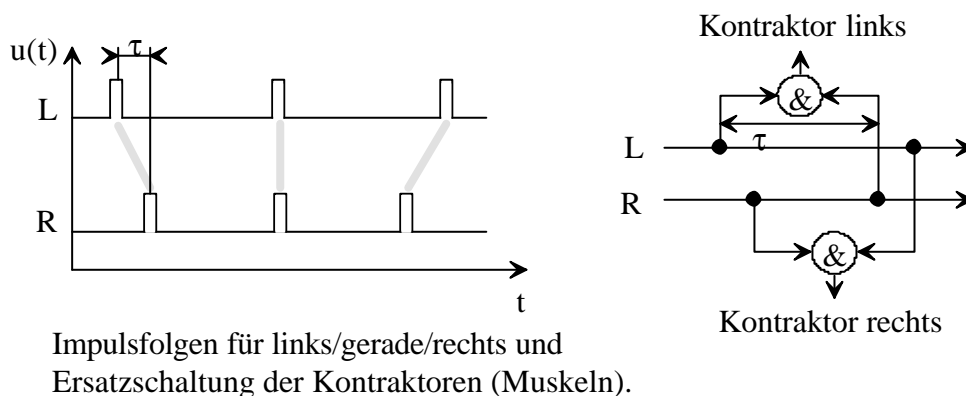 u(t)
τ
L
R
t
Kontraktor links
&
τ
L
R
&
Kontraktor rechts
Impulsfolgen für links/gerade/rechts und
Ersatzschaltung der Kontraktoren (Muskeln).